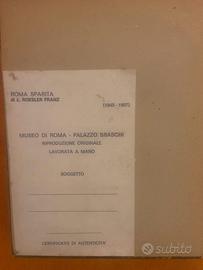 ROMA SPARITA
di E. ROESLER FRANZ
(1845 - 1907)
MUSEO DI ROMA - PALAZZO BRASCHI
RIPRODUZIONE ORIGINALE
LAVORATA A MANO
SOGGETTO
CERTIFICATO DI AUTENTICITA'
subito